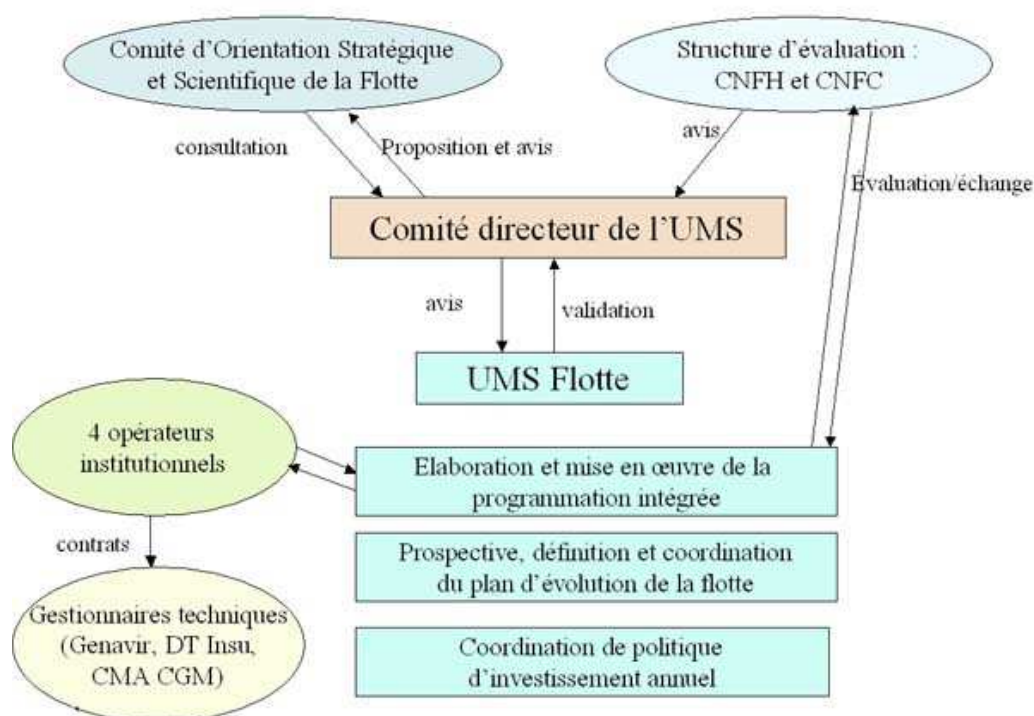 Comité d'Orientation Stratégique
et Scientifique de la Flotte
Structure d'évaluation :
CNFH et CNFC
consultation
Proposition et avis
avis
Évaluation/échange
Comité directeur de l'UMS
avis
validation
UMS Flotte
4 opérateurs
institutionnels
Elaboration et mise en œuvre de la
programmation intégrée
contrats
Prospective, définition et coordination
du plan d'évolution de la flotte
Gestionnaires techniques
(Genavir, DT Insu,
CMA CGM)
Coordination de politique
d'investissement annuel